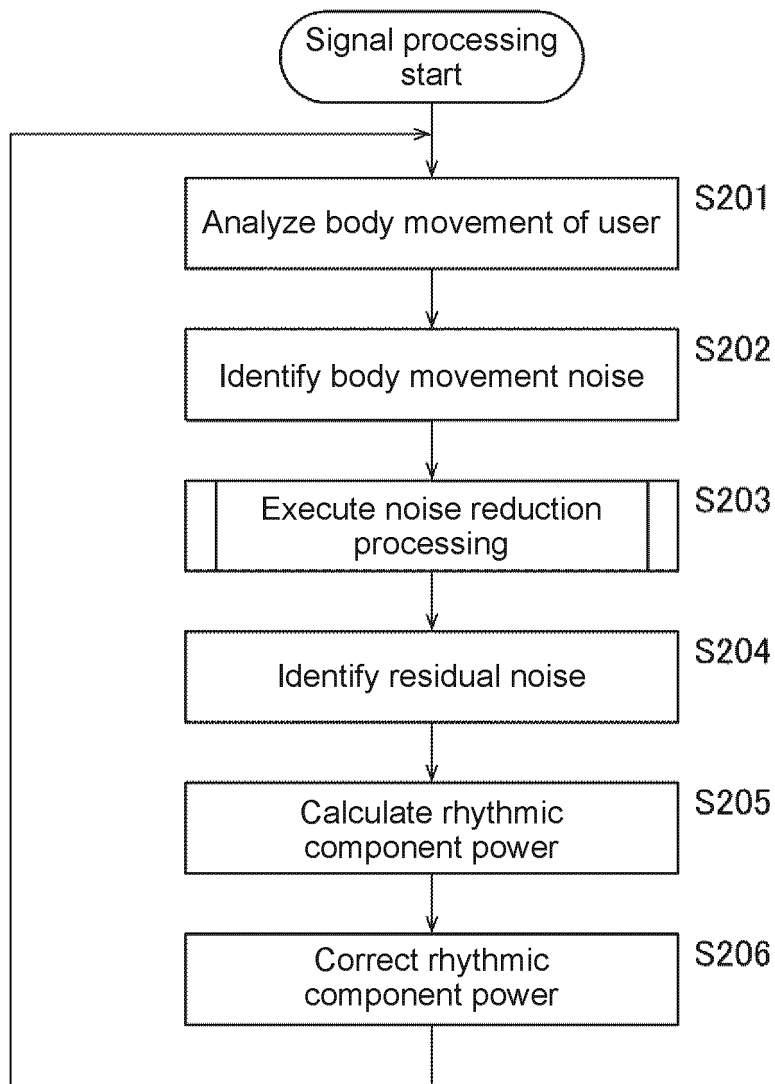 Signal processing
start
S201
Analyze body movement of user
S202
Identify body movement noise
S203
Execute noise reduction
processing
S204
Identify residual noise
S205
Calculate rhythmic
component power
S206
Correct rhythmic
component power